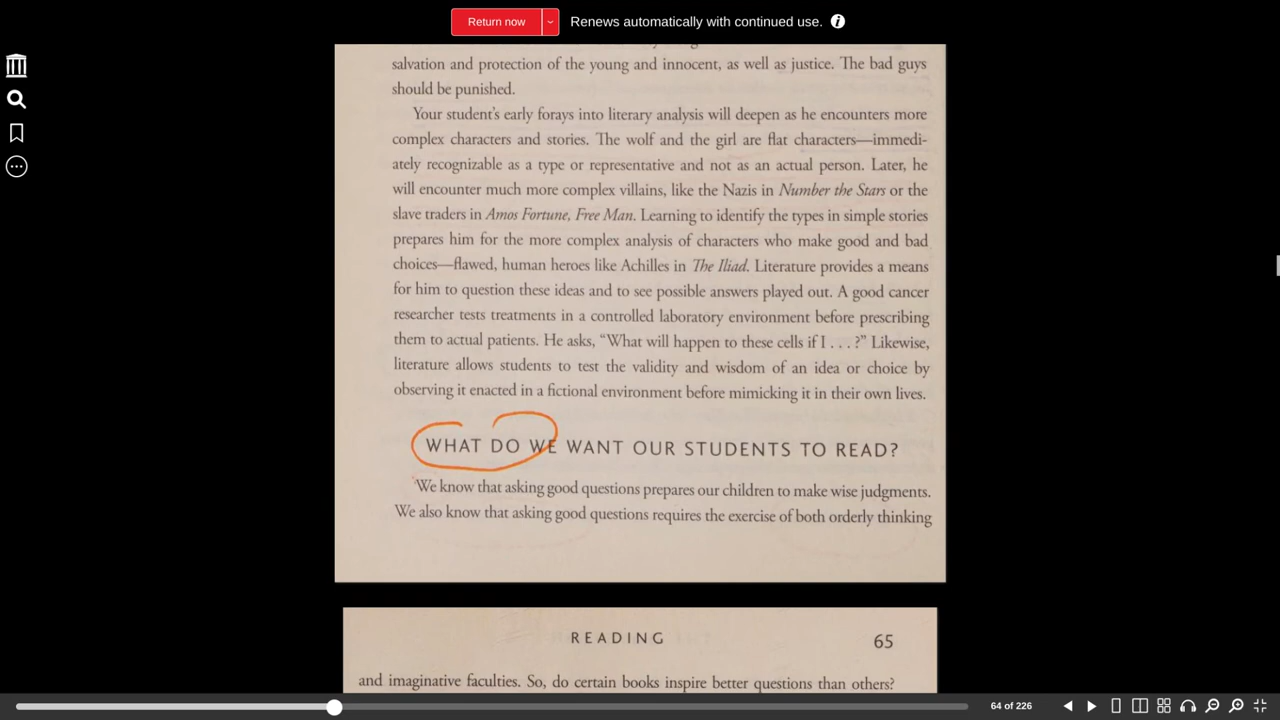 Return now
Renews automatically with continued use.
salvation and protection of the young and innocent, as well as justice. The bad guys
should be punished.
Your student's early forays into literary analysis will deepen as he encounters more
complex characters and stories. The wolf and the girl are flat characters—immedi-
ately recognizable as a type or representative and not as an actual person. Later, he
will encounter much more complex villains, like the Nazis in Number the Stars or the
slave traders in Amos Fortune, Free Man. Learning to identify the types in simple stories
prepares him for the more complex analysis of characters who make good and bad
choices—flawed, human heroes like Achilles in The Iliad. Literature provides a means
for him to question these ideas and to see possible answers played out. A good cancer
researcher tests treatments in a controlled laboratory environment before prescribing
them to actual patients. He asks, "What will happen to these cells if I . . . ?" Likewise,
literature allows students to test the validity and wisdom of an idea or choice by
observing it enacted in a fictional environment before mimicking it in their own lives.
WHAT DO WE WANT OUR STUDENTS TO READ?
We know that asking good questions prepares our children to make wise judgments.
We also know that asking good questions requires the exercise of both orderly thinking
READING 65
and imaginative faculties. So, do certain books inspire better questions than others?
64 of 226